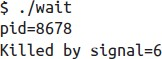 $ ./wait
pid=8678
Killed by signal=6